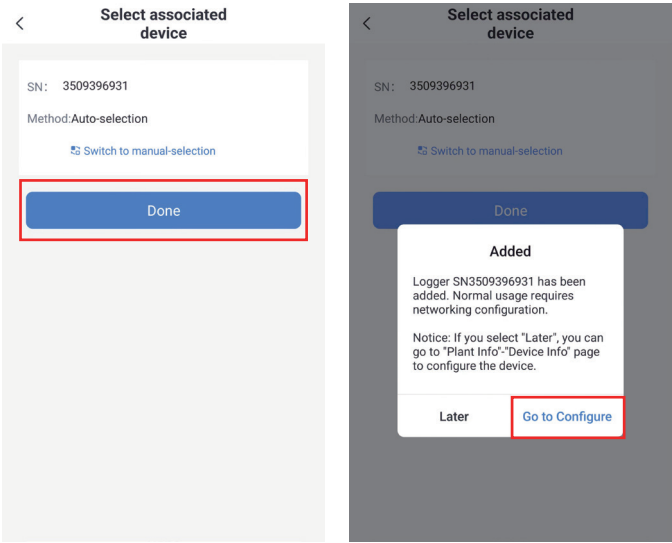 Select associated
device
SN: 3509396931
Method:Auto-selection
Switch to manual-selection
Done
Select associated
device
SN: 3509396931
Method:Auto-selection
Switch to manual-selection
Done
Added
Logger SN3509396931 has been
added. Normal usage requires
networking configuration.
Notice: If you select "Later", you can
go to "Plant Info"-"Device Info" page
to configure the device.
Later
Go to Configure